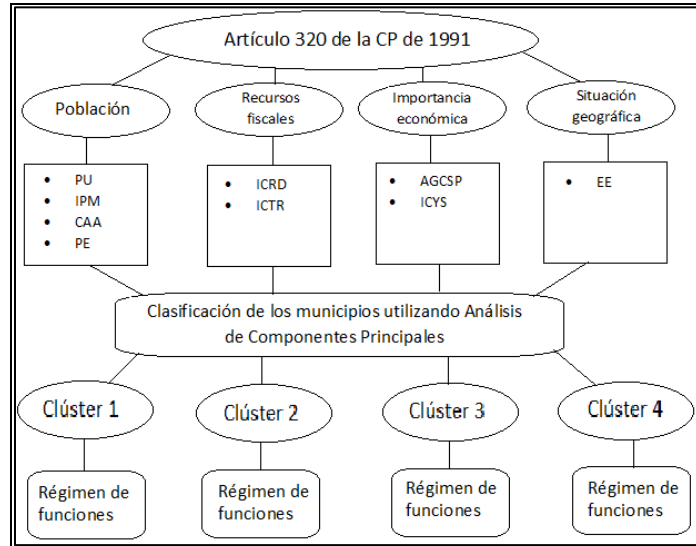 Artículo 320 de la CP de 1991
Población
Recursos
fiscales
Importancia
económica
Situación
geográfica
• PU
• IPM
• CAA
• PE
• ICRD
• ICTR
• AGCSP
• ICYS
• EE
Clasificación de los municipios utilizando Análisis
de Componentes Principales
Clúster 1
Clúster 2
Clúster 3
Clúster 4
Régimen de
funciones
Régimen de
funciones
Régimen de
funciones
Régimen de
funciones